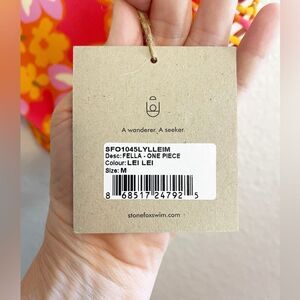 A wanderer. A seeker.
SFO1045LYLLEIM
Desc: FELLA - ONE PIECE
Colour: LEI LEI
Size: M
8 68517 24792 5
stonefoxswim.com